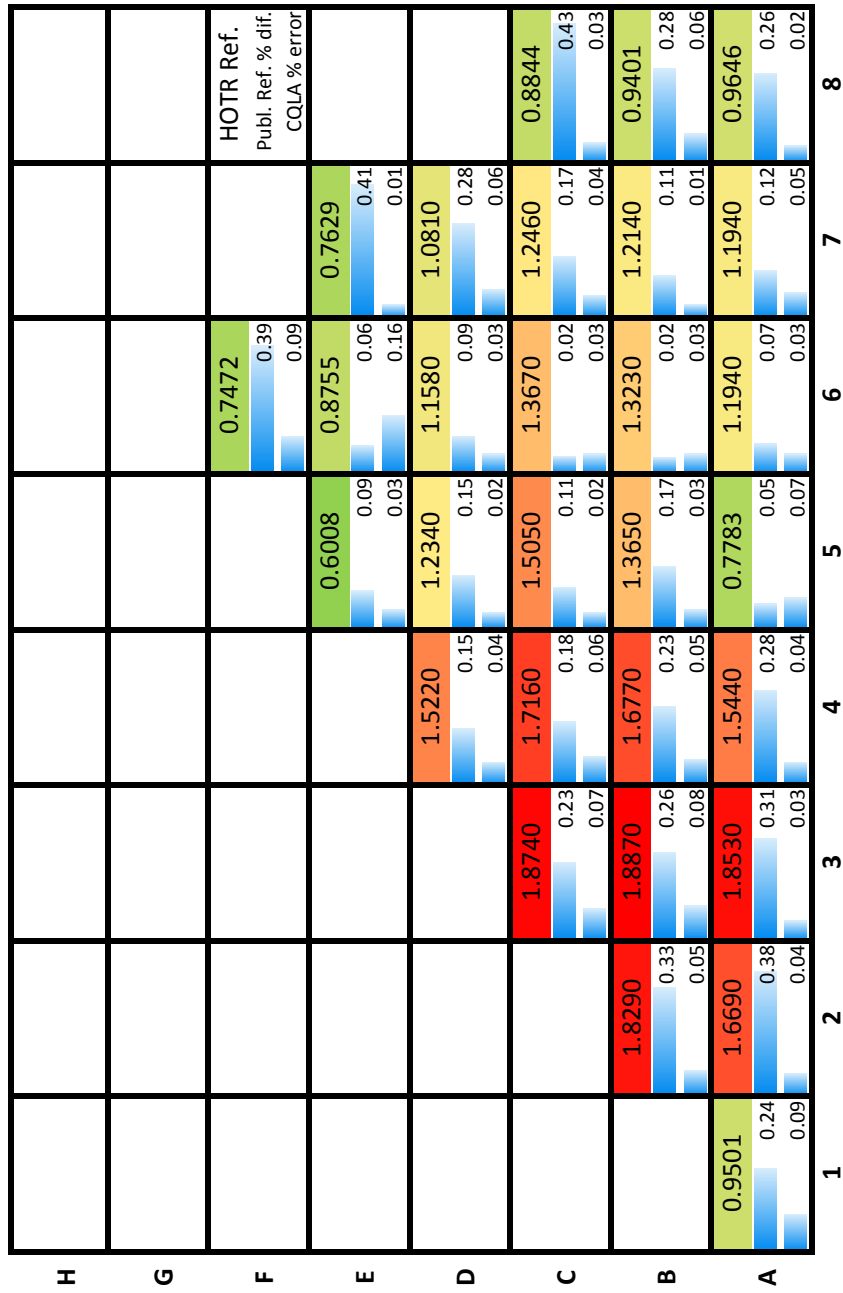 H
G
F 0.7472 HOTR Ref.
0.39 Publ. Ref. % dif.
0.09 CQLA % error
E 0.6008 0.8755 0.7629
0.09 0.06 0.41
0.03 0.16 0.01
D 1.5220 1.2340 1.1580 1.0810
0.15 0.15 0.09 0.28
0.04 0.02 0.03 0.06
C 1.8740 1.7160 1.5050 1.3670 1.2460 0.8844
0.23 0.18 0.11 0.02 0.17 0.43
0.07 0.06 0.02 0.03 0.04 0.03
B 1.8290 1.8870 1.6770 1.3650 1.3230 1.2140 0.9401
0.33 0.26 0.23 0.17 0.02 0.11 0.28
0.05 0.08 0.05 0.03 0.03 0.01 0.06
A 0.9501 1.6690 1.8530 1.5440 0.7783 1.1940 1.1940 0.9646
0.24 0.38 0.31 0.28 0.05 0.07 0.12 0.26
0.09 0.04 0.03 0.04 0.07 0.03 0.05 0.02
1 2 3 4 5 6 7 8